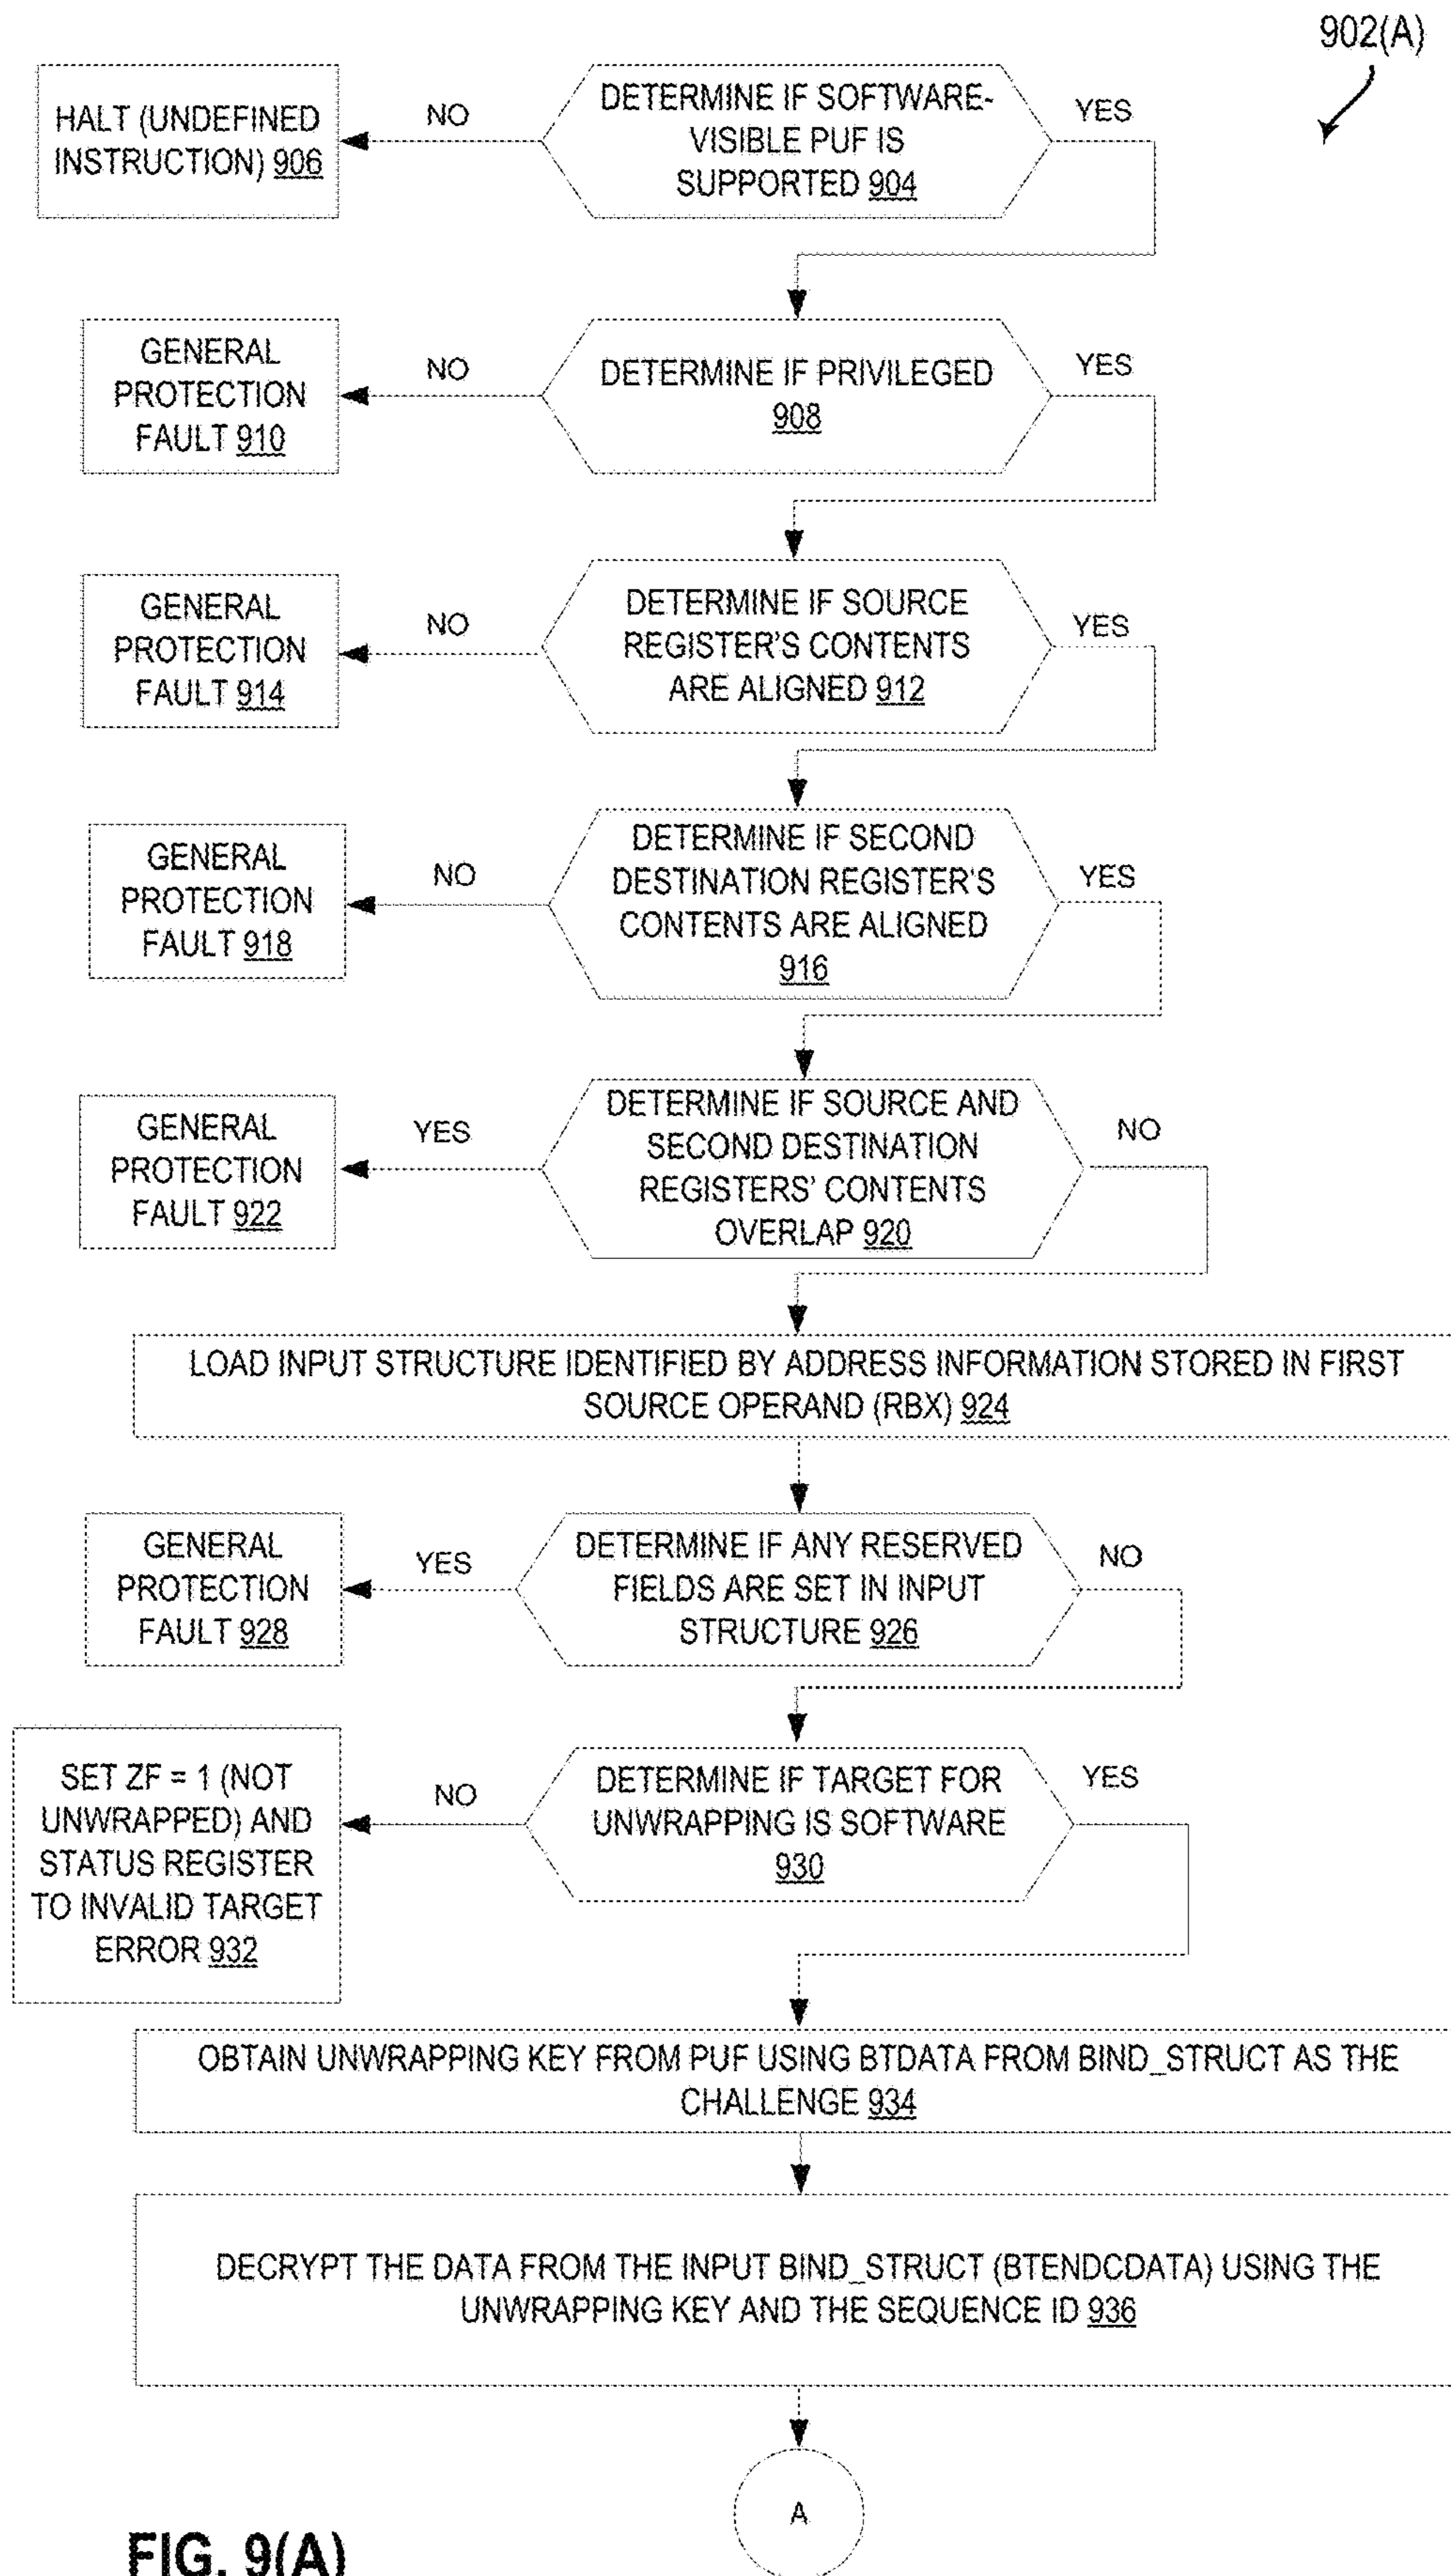 902(A)
HALT (UNDEFINED
INSTRUCTION) 906
NO
DETERMINE IF SOFTWARE-
VISIBLE PUF IS
SUPPORTED 904
YES
GENERAL
PROTECTION
FAULT 910
NO
DETERMINE IF PRIVILEGED
908
YES
GENERAL
PROTECTION
FAULT 914
NO
DETERMINE IF SOURCE
REGISTER'S CONTENTS
ARE ALIGNED 912
YES
GENERAL
PROTECTION
FAULT 918
NO
DETERMINE IF SECOND
DESTINATION REGISTER'S
CONTENTS ARE ALIGNED
916
YES
GENERAL
PROTECTION
FAULT 922
YES
DETERMINE IF SOURCE AND
SECOND DESTINATION
REGISTERS' CONTENTS
OVERLAP 920
NO
LOAD INPUT STRUCTURE IDENTIFIED BY ADDRESS INFORMATION STORED IN FIRST
SOURCE OPERAND (RBX) 924
GENERAL
PROTECTION
FAULT 928
YES
DETERMINE IF ANY RESERVED
FIELDS ARE SET IN INPUT
STRUCTURE 926
NO
SET ZF = 1 (NOT
UNWRAPPED) AND
STATUS REGISTER
TO INVALID TARGET
ERROR 932
NO
DETERMINE IF TARGET FOR
UNWRAPPING IS SOFTWARE
930
YES
OBTAIN UNWRAPPING KEY FROM PUF USING BTDATA FROM BIND_STRUCT AS THE
CHALLENGE 934
DECRYPT THE DATA FROM THE INPUT BIND_STRUCT (BTENDCDATA) USING THE
UNWRAPPING KEY AND THE SEQUENCE ID 936
A
FIG. 9(A)